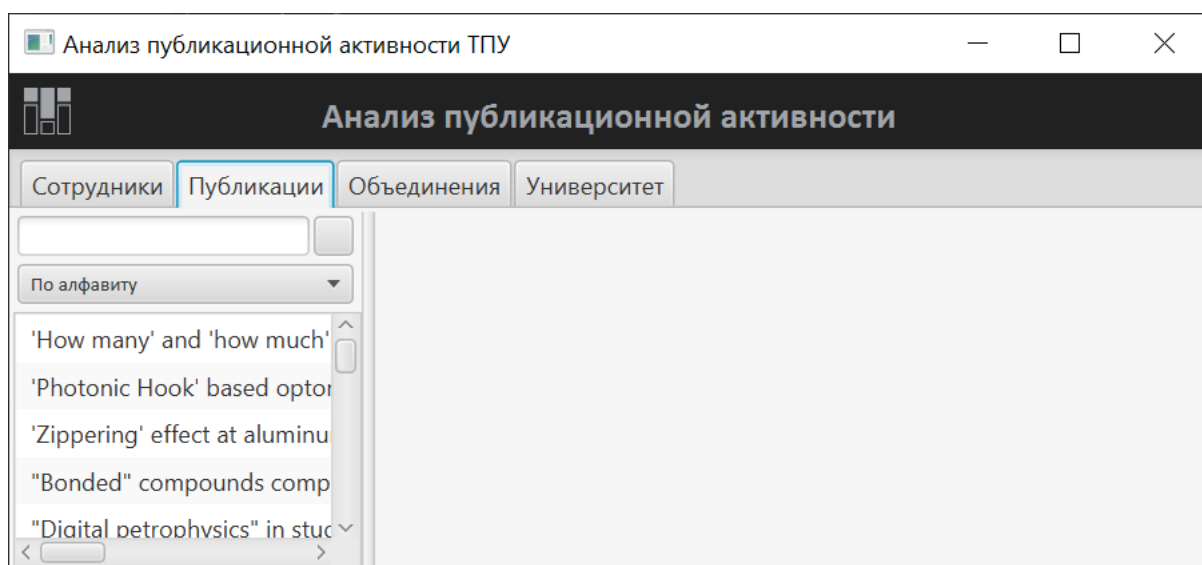 Анализ публикационной активности ТПУ
Анализ публикационной активности
Сотрудники Публикации Объединения Университет
По алфавиту
'How many' and 'how much'
'Photonic Hook' based optor
'Zippering' effect at aluminu
"Bonded" compounds comp
"Digital petrophysics" in stud